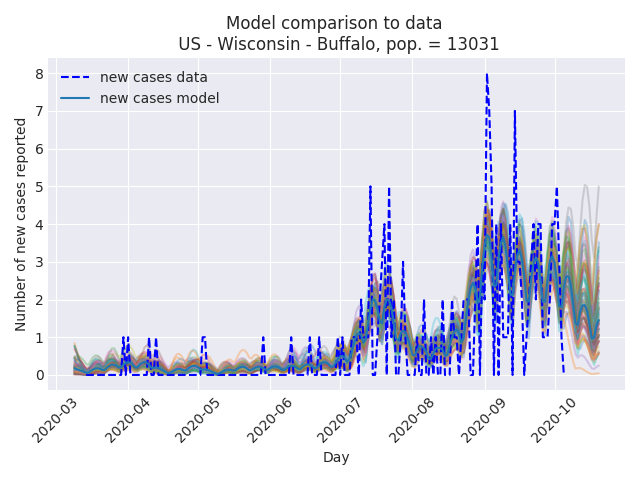 Model comparison to data
US - Wisconsin - Buffalo, pop. = 13031
new cases data
new cases model
Number of new cases reported
8
7
6
5
4
3
2
1
0
2020-03
2020-04
2020-05
2020-06
2020-07
2020-08
2020-09
2020-10
Day